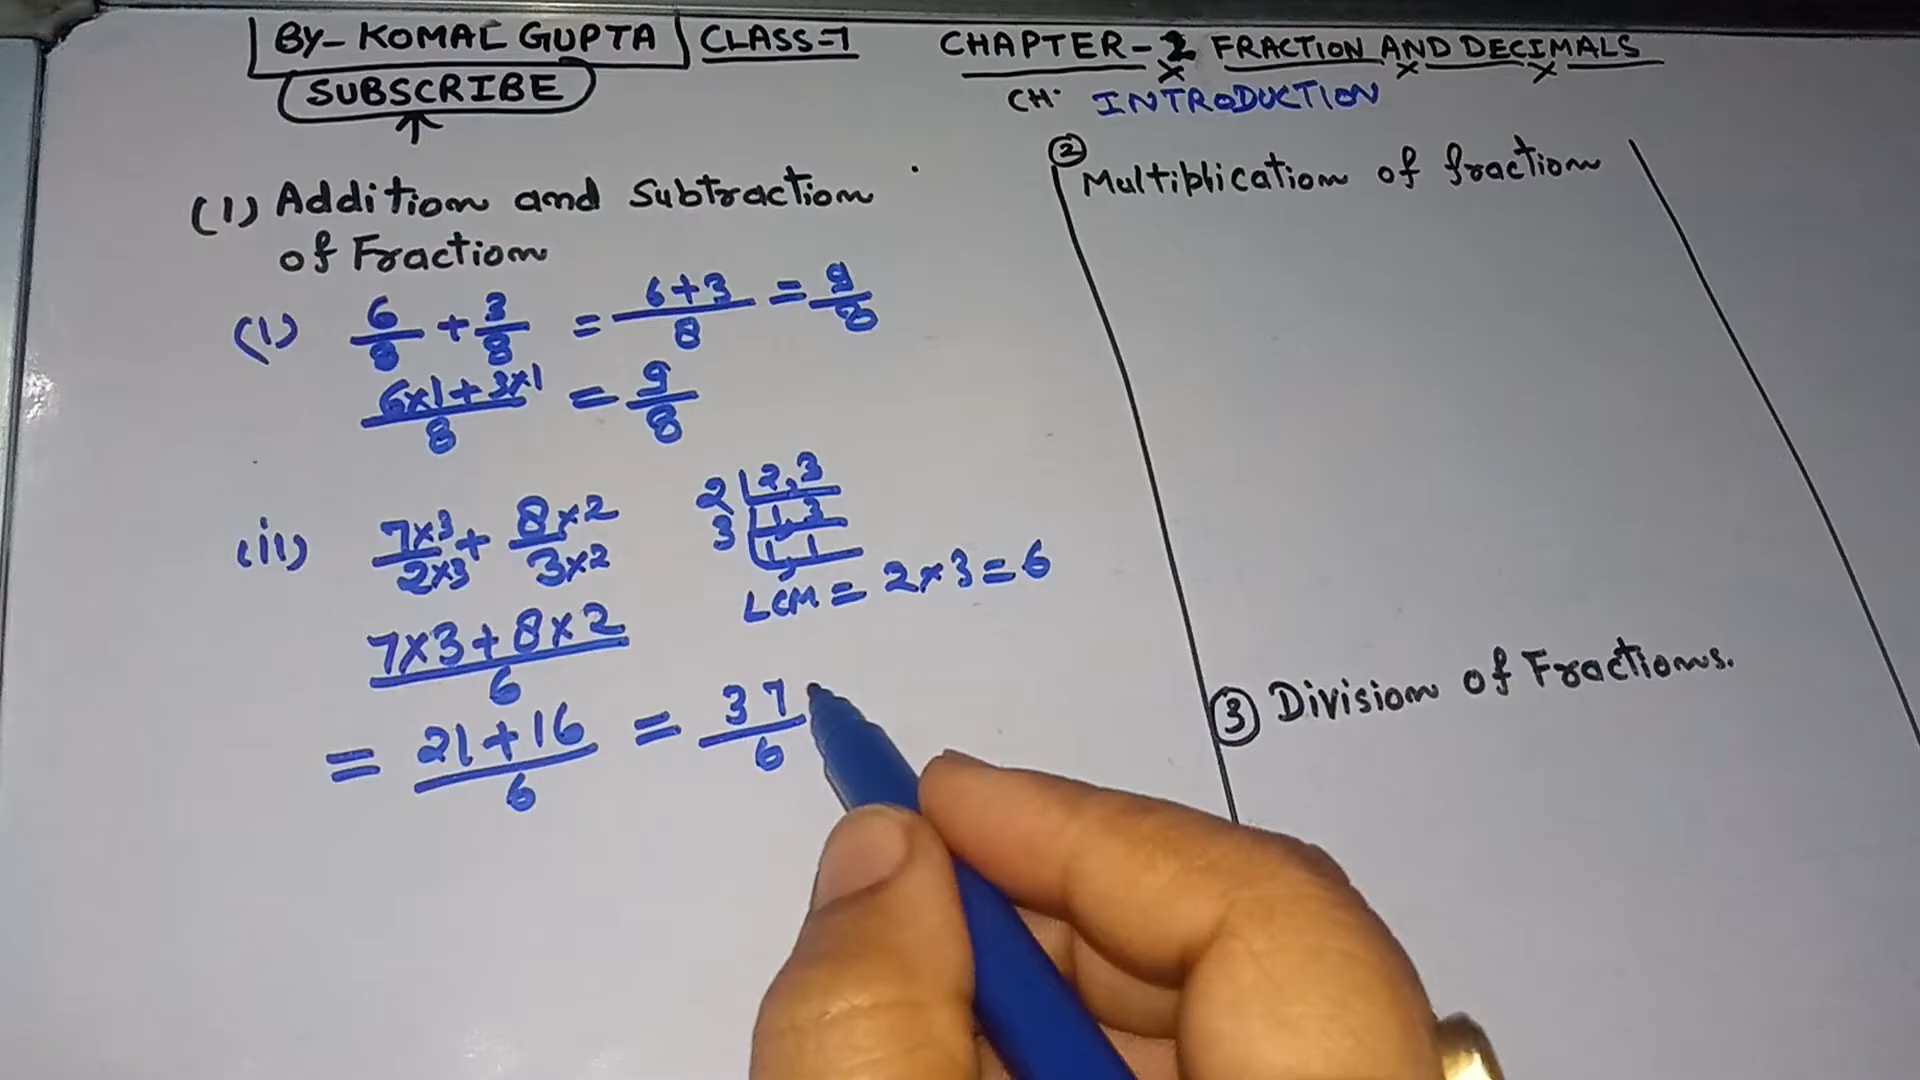 BY- KOMAL GUPTA CLASS-7
SUBSCRIBE
CHAPTER-2 FRACTION AND DECIMALS
CH. INTRODUCTION
(1) Addition and Subtraction
of Fraction
(1) 6/8 + 3/8 = 6+3/8 = 9/8
6×1+3×1/8 = 9/8
(ii) 7×3/2×3 + 8×2/3×2
7×3+8×2/6
= 21+16/6 = 37/6
2 | 2,3
3 | 1,3
| 1,1
LCM = 2×3=6
② Multiplication of fraction
③ Division of Fractions.